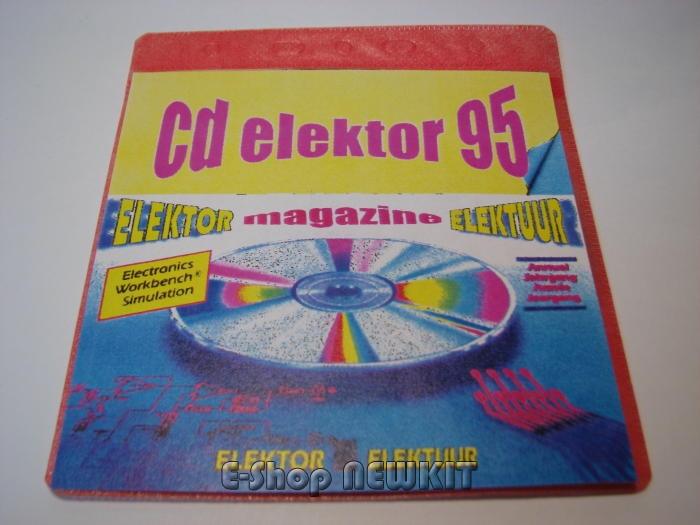 Cd elektor 95
ELEKTOR magazine ELEKTUUR
Electronics
Workbench®
Simulation
ELEKTOR ELEKTUUR
E-Shop NEWKIT